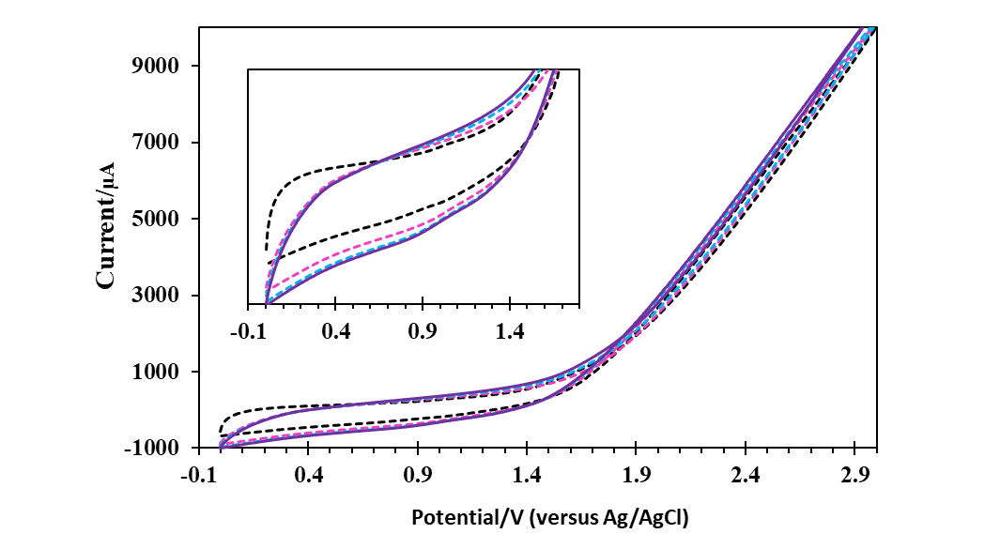 9000
7000
5000
3000
1000
-1000
Current/μA
-0.1 0.4 0.9 1.4
-0.1 0.4 0.9 1.4 1.9 2.4 2.9
Potential/V (versus Ag/AgCl)